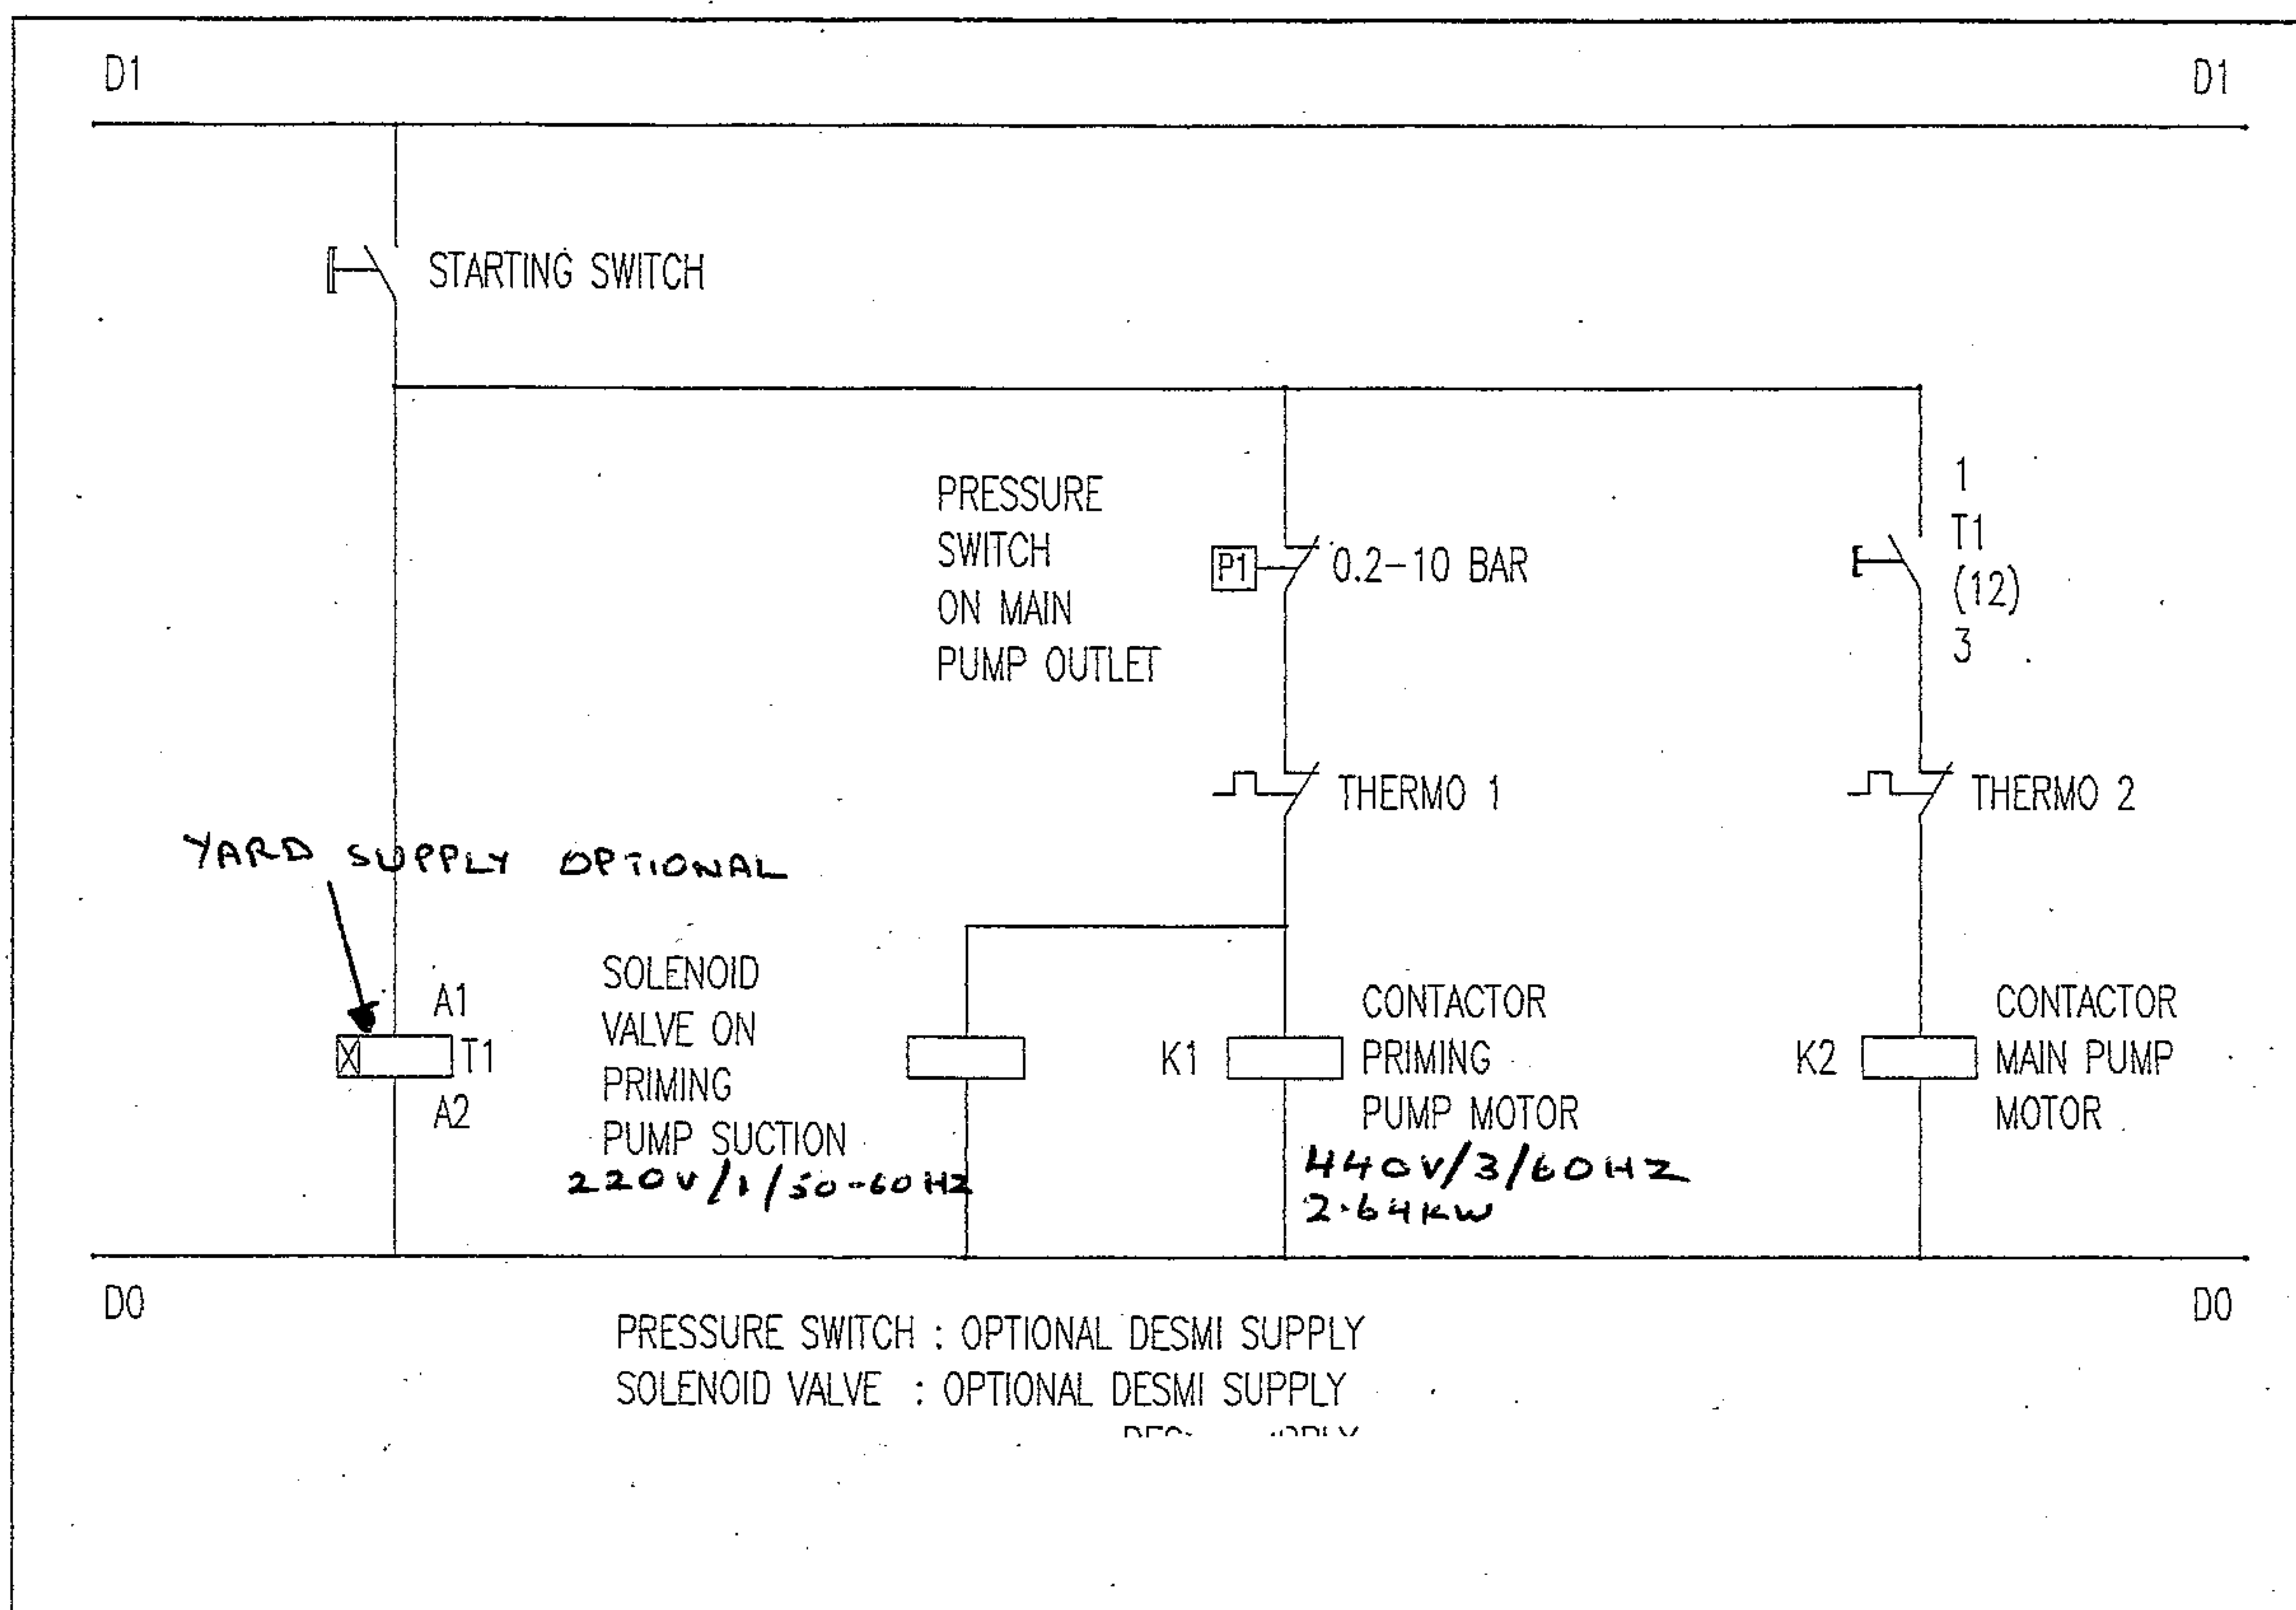 D1
D1
STARTING SWITCH
PRESSURE
SWITCH
ON MAIN
PUMP OUTLET
P1
0.2-10 BAR
1
T1
(12)
3
THERMO 1
THERMO 2
YARD SUPPLY OPTIONAL
A1
T1
A2
SOLENOID
VALVE ON
PRIMING
PUMP SUCTION
220V/1/50-60HZ
K1
CONTACTOR
PRIMING
PUMP MOTOR
440V/3/60HZ
2.64KW
K2
CONTACTOR
MAIN PUMP
MOTOR
D0
D0
PRESSURE SWITCH : OPTIONAL DESMI SUPPLY
SOLENOID VALVE : OPTIONAL DESMI SUPPLY